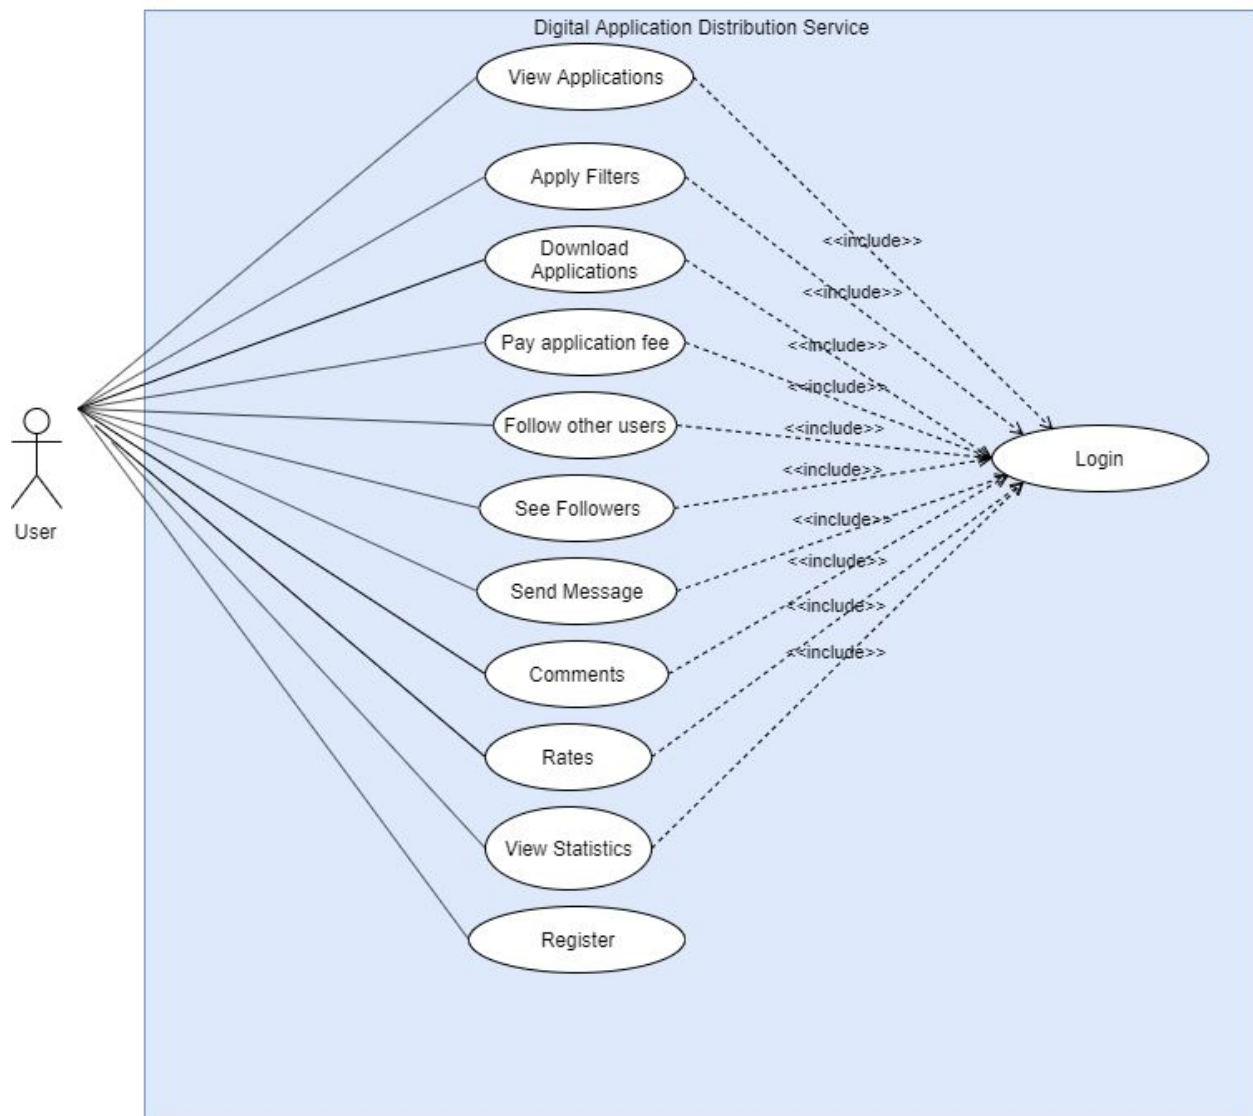 Digital Application Distribution Service
View Applications
Apply Filters
<<include>>
Download
Applications
<<include>>
<<include>>
Pay application fee
<<include>>
Follow other users
<<include>>
Login
<<include>>
See Followers
User
<<include>>
Send Message
<<include>>
<<include>>
Comments
<<include>>
Rates
View Statistics
Register